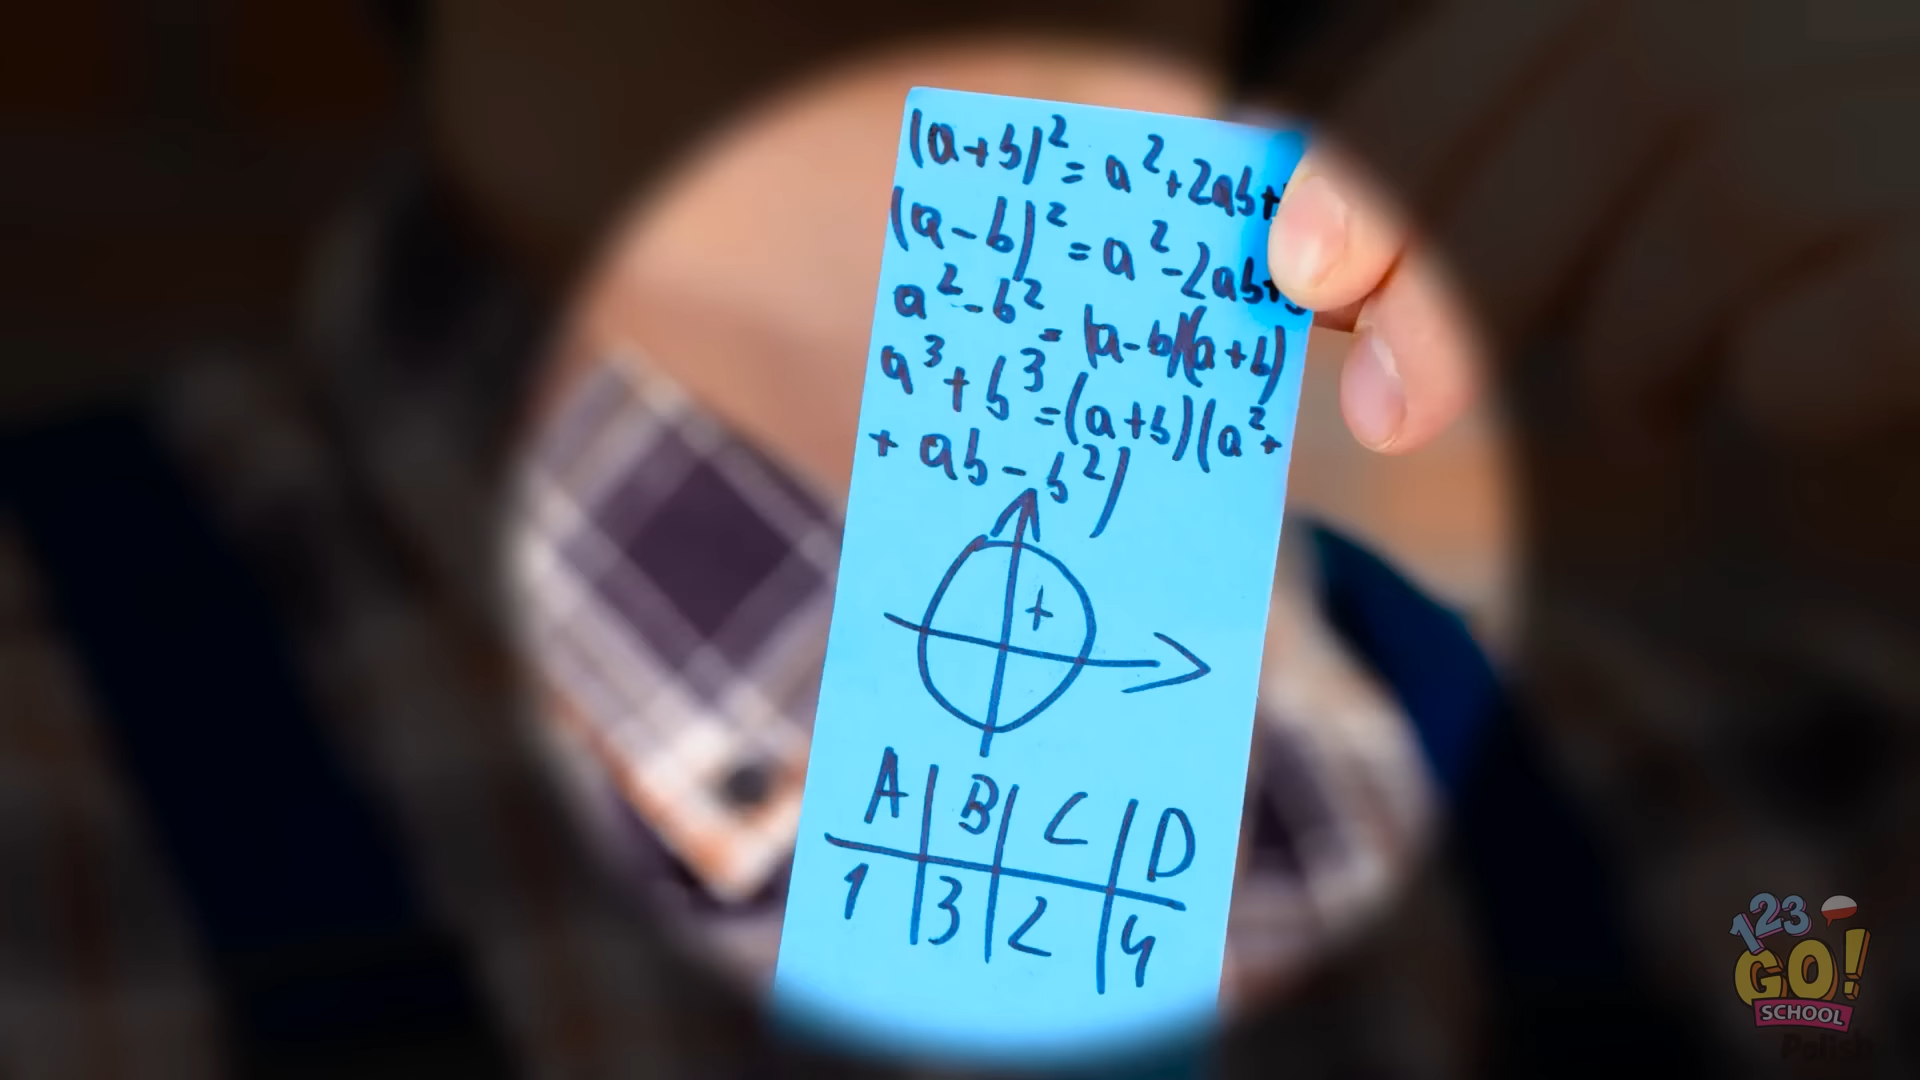 (a+b)² = a²+2ab+
(a-b)² = a²-2ab+
a²-b² = (a-b)(a+b)
a³+b³ = (a+b)(a²+
+ ab - b²)
+
A B C D
1 3 2 4
123
GO!
SCHOOL
Polish